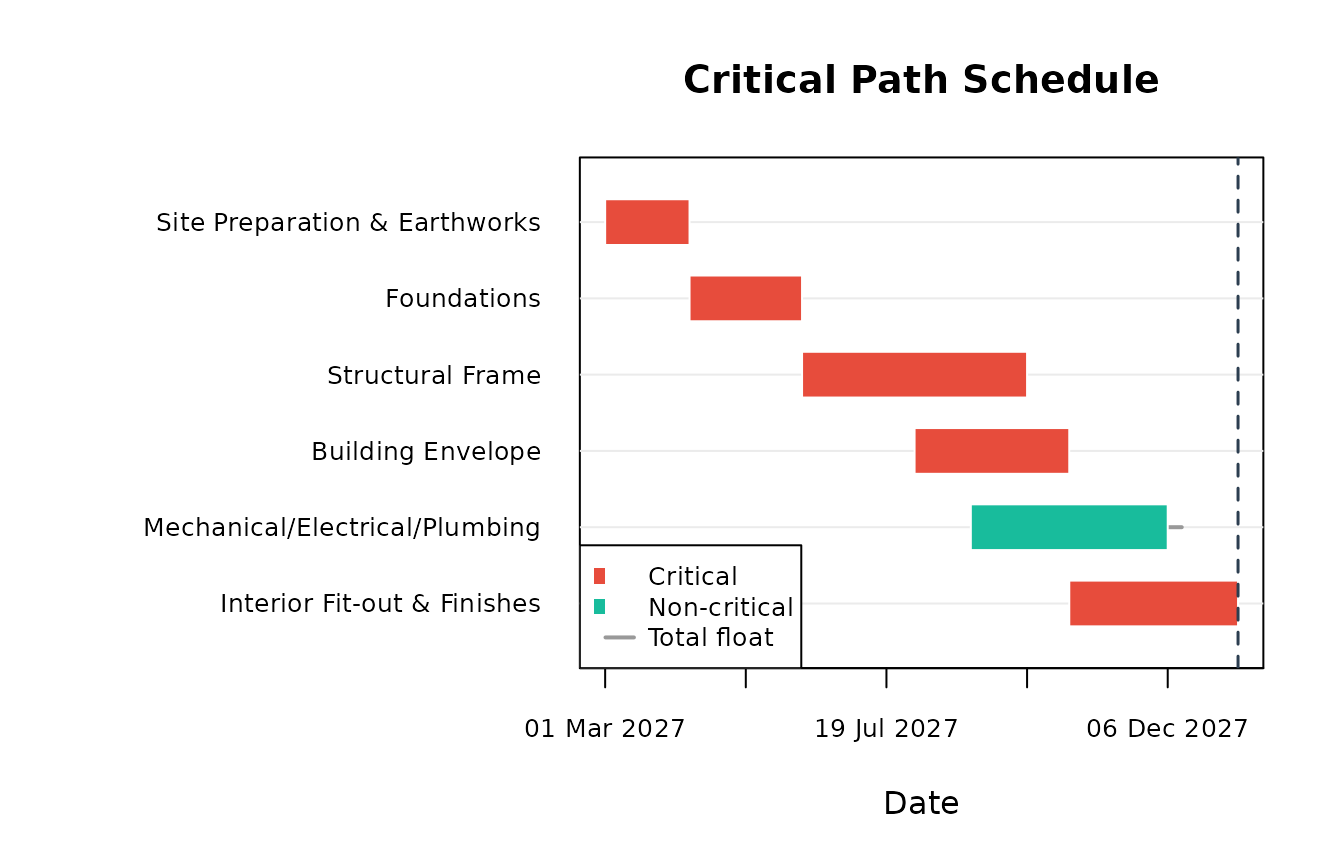 Critical Path Schedule
Site Preparation & Earthworks
Foundations
Structural Frame
Building Envelope
Mechanical/Electrical/Plumbing
Interior Fit-out & Finishes
Critical
Non-critical
Total float
01 Mar 2027 19 Jul 2027 06 Dec 2027
Date